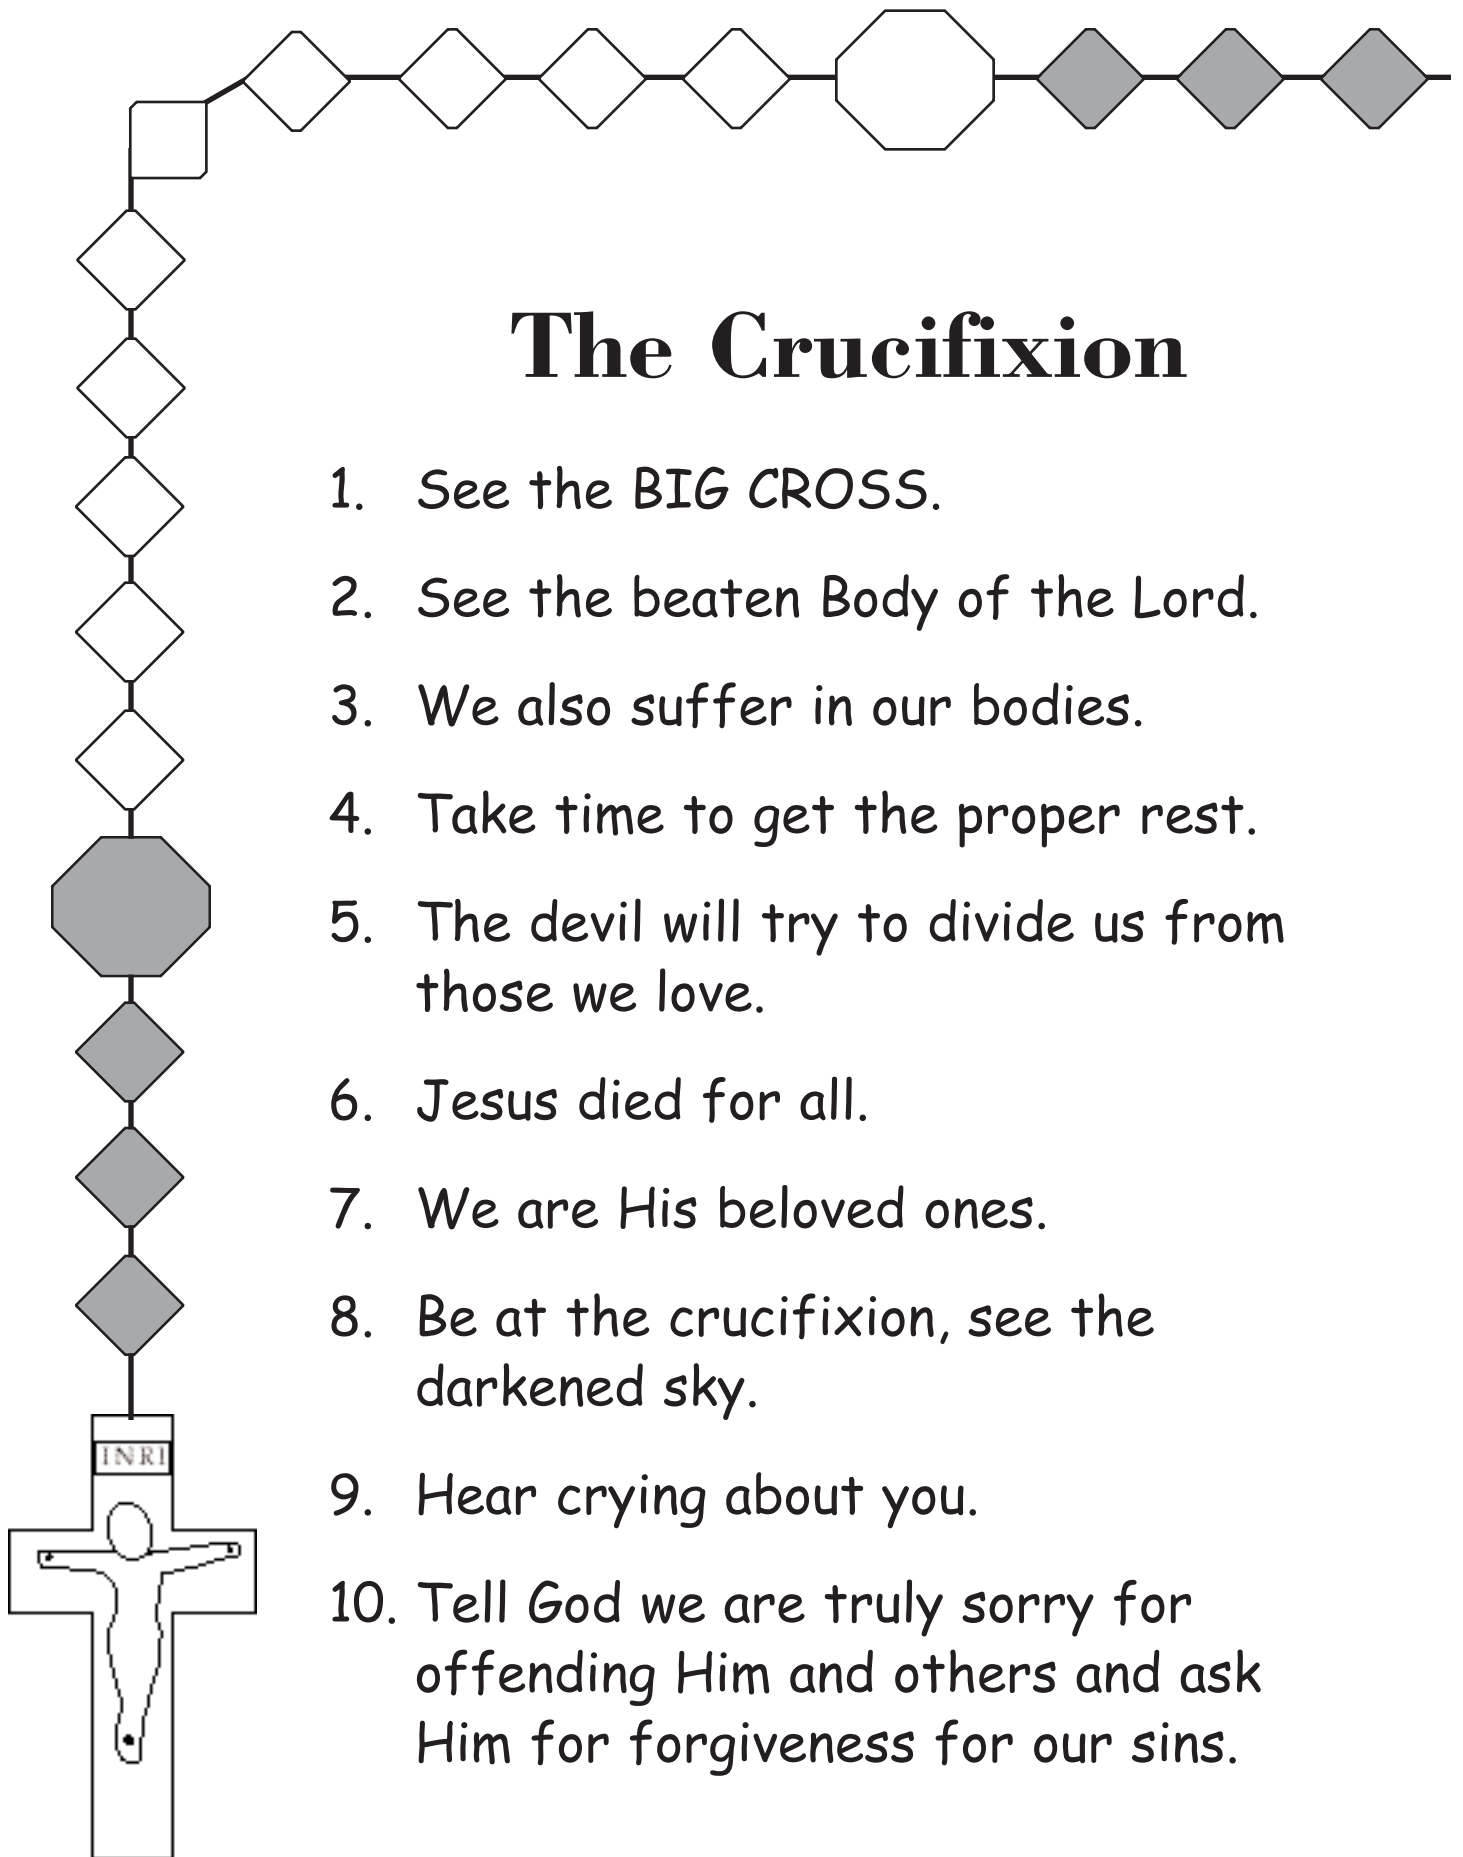 The Crucifixion
1. See the BIG CROSS.
2. See the beaten Body of the Lord.
3. We also suffer in our bodies.
4. Take time to get the proper rest.
5. The devil will try to divide us from
those we love.
6. Jesus died for all.
7. We are His beloved ones.
8. Be at the crucifixion, see the
darkened sky.
INRI
9. Hear crying about you.
10. Tell God we are truly sorry for
offending Him and others and ask
Him for forgiveness for our sins.